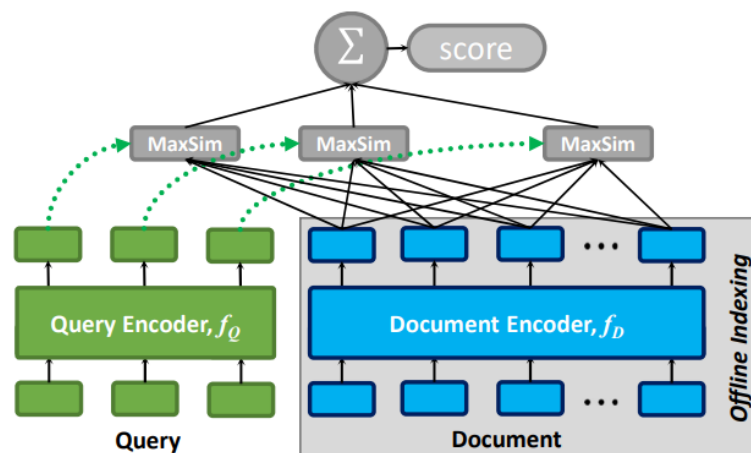 Σ score
MaxSim MaxSim MaxSim
Query Encoder, f_Q Document Encoder, f_D
Offline Indexing
Query Document